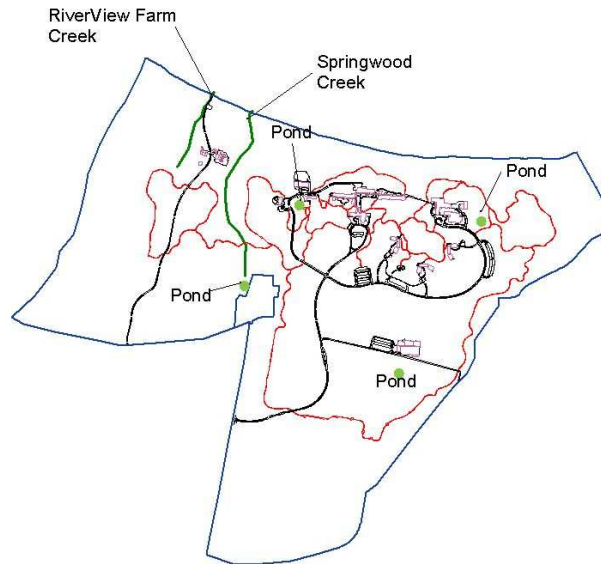 RiverView Farm
Creek
Springwood
Creek
Pond
Pond
Pond
Pond